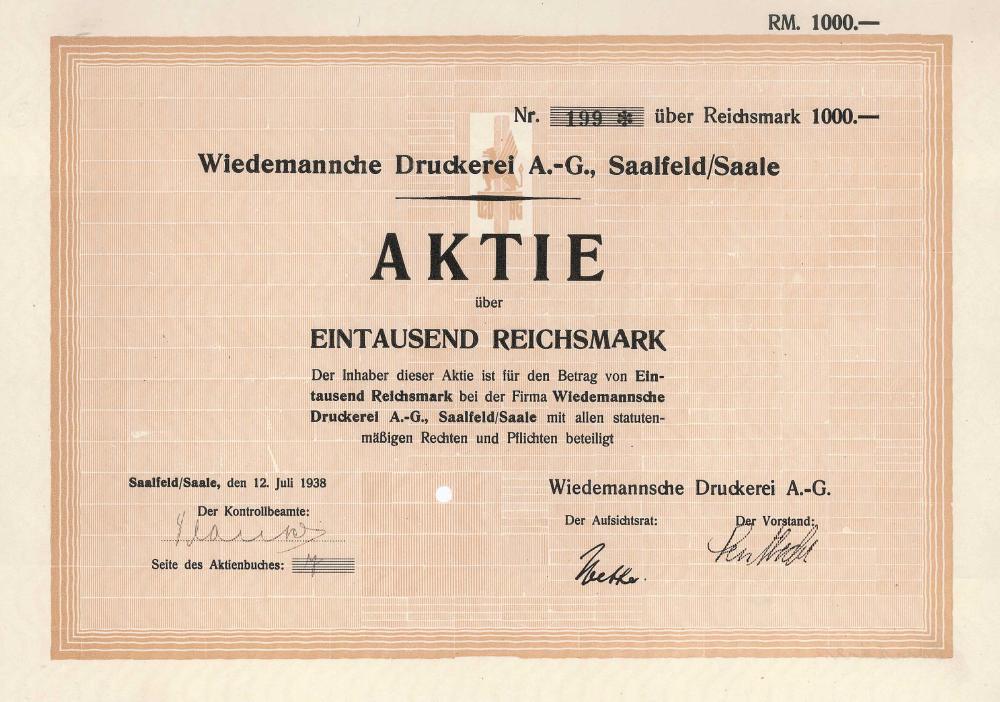 RM. 1000.—
Nr. 199 * über Reichsmark 1000.—
Wiedemannche Druckerei A.-G., Saalfeld/Saale
AKTIE
über
EINTAUSEND REICHSMARK
Der Inhaber dieser Aktie ist für den Betrag von Ein-
tausend Reichsmark bei der Firma Wiedemannsche
Druckerei A.-G., Saalfeld/Saale mit allen statuten-
mäßigen Rechten und Pflichten beteiligt
Saalfeld/Saale, den 12. Juli 1938
Der Kontrollbeamte:
Seite des Aktienbuches:
Wiedemannsche Druckerei A.-G.
Der Aufsichtsrat:
Der Vorstand: